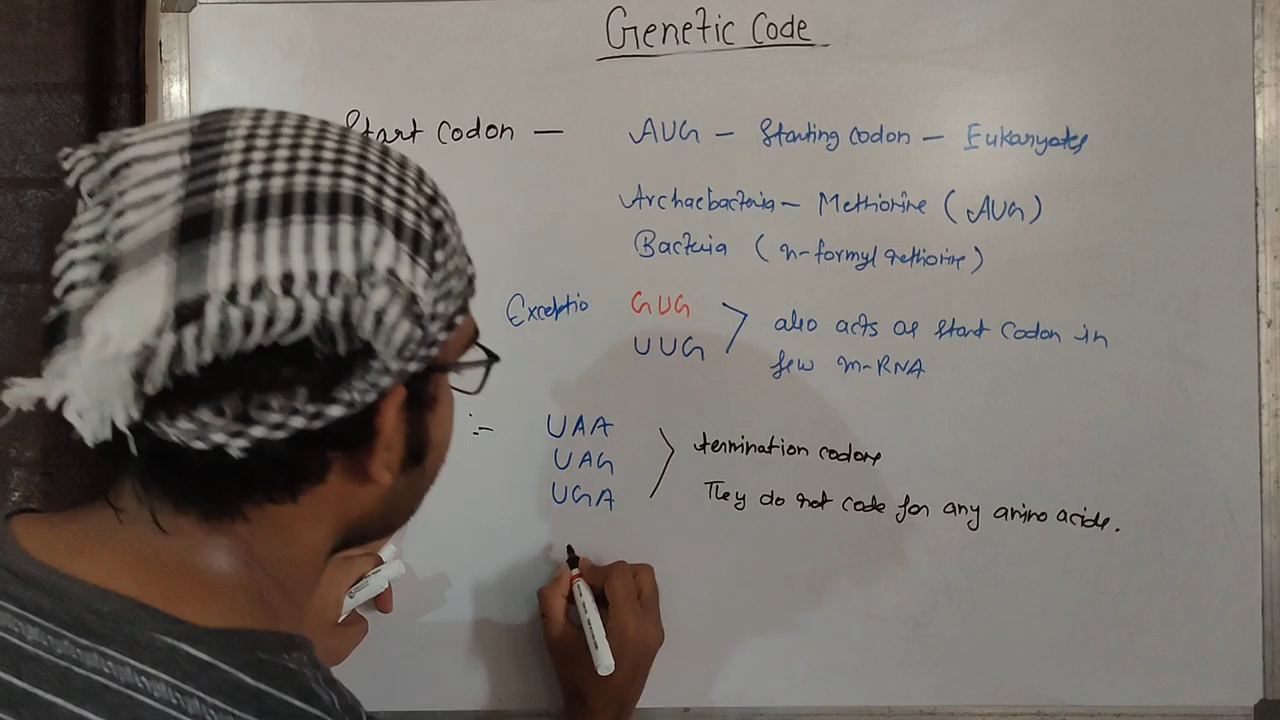 Genetic Code
Start Codon — AUG — Starting Codon — Eukaryotes
Archaebacteria — Methionine (AUG)
Bacteria (n-formyl methionine)
Exceptio GUG
UUG
also acts as start Codon in
few m-RNA
:- UAA
UAG
UGA
termination codons
They do not code for any amino acids.